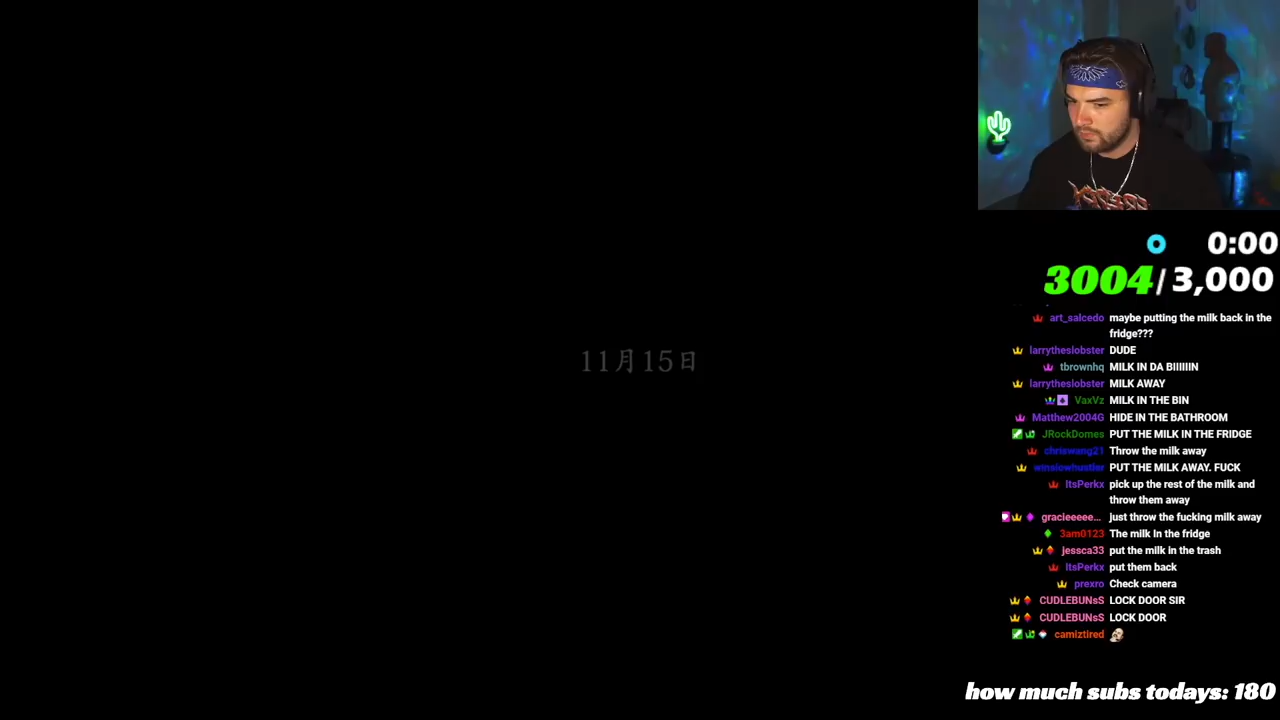 11月15日
0:00
3004/3,000
art_salcedo maybe putting the milk back in the
fridge???
larrytheslobster DUDE
tbrownhq MILK IN DA BIIIIIN
larrytheslobster MILK AWAY
VaxVz MILK IN THE BIN
Matthew2004G HIDE IN THE BATHROOM
JRockDomes PUT THE MILK IN THE FRIDGE
chriswang21 Throw the milk away
winslowhustler PUT THE MILK AWAY. FUCK
ItsPerkx pick up the rest of the milk and
throw them away
gracieeeee... just throw the fucking milk away
3am0123 The milk In the fridge
jessca33 put the milk in the trash
ItsPerkx put them back
prexro Check camera
CUDLEBUNsS LOCK DOOR SIR
CUDLEBUNsS LOCK DOOR
camiztired
how much subs todays: 180